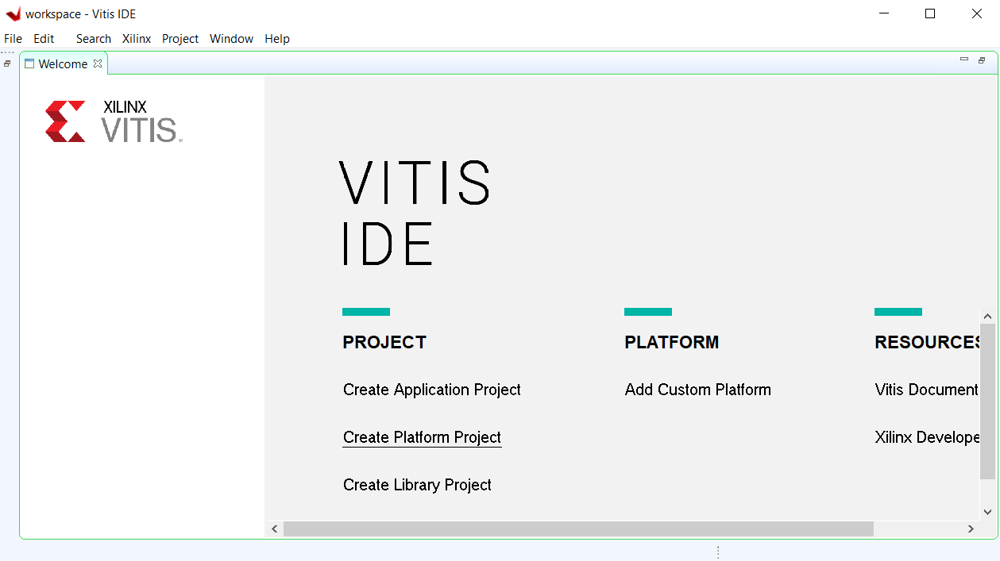 workspace - Vitis IDE
File Edit Search Xilinx Project Window Help
Welcome
XILINX
VITIS
VITIS
IDE
PROJECT PLATFORM RESOURCES
Create Application Project Add Custom Platform Vitis Document
Create Platform Project Xilinx Develope
Create Library Project